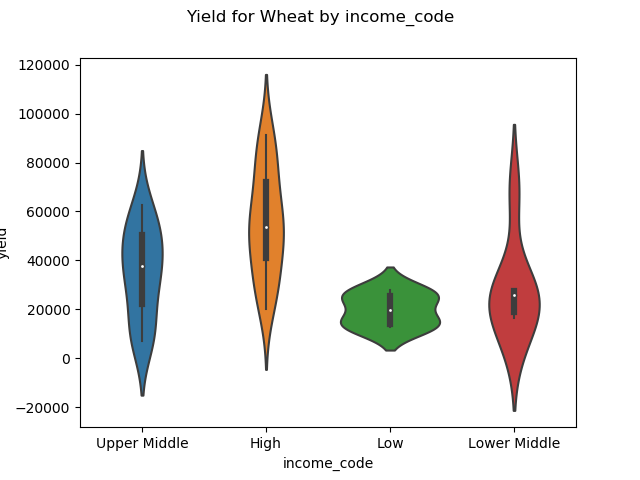 Yield for Wheat by income_code
120000
100000
80000
60000
40000
20000
0
−20000
yield
Upper Middle High Low Lower Middle
income_code